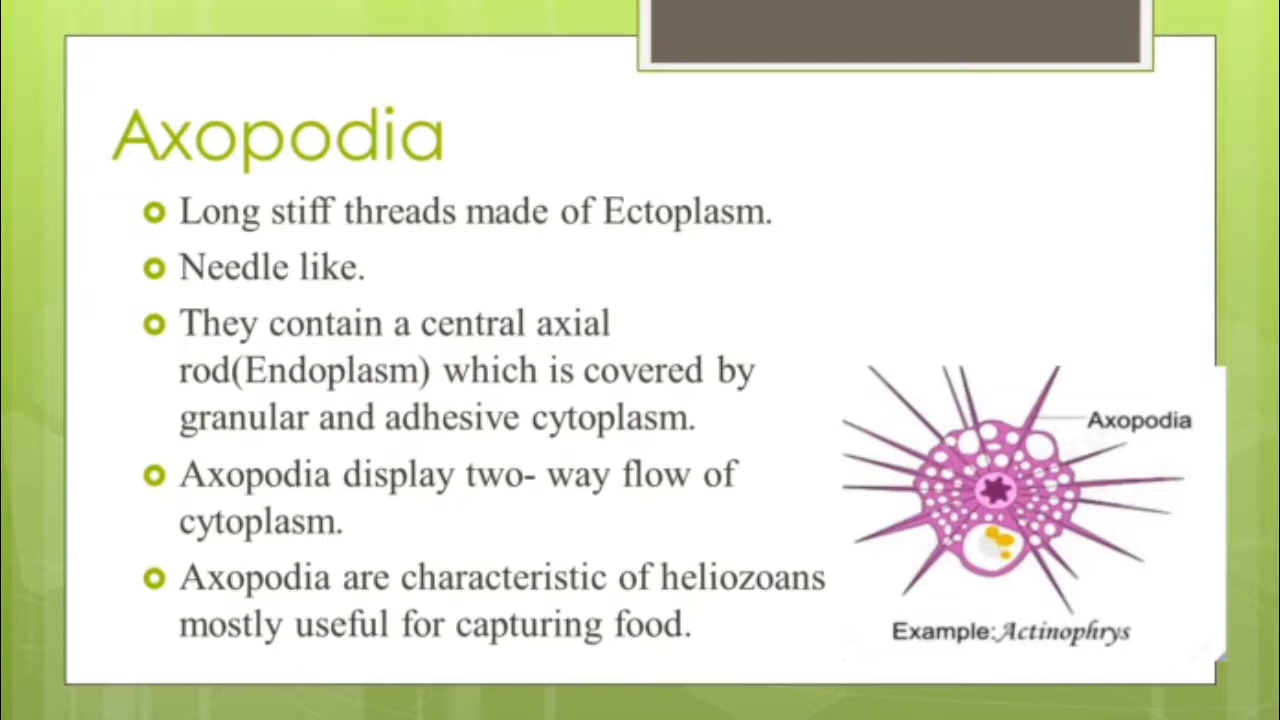 Axopodia
Long stiff threads made of Ectoplasm.
Needle like.
They contain a central axial
rod(Endoplasm) which is covered by
granular and adhesive cytoplasm.
Axopodia display two- way flow of
cytoplasm.
Axopodia are characteristic of heliozoans
mostly useful for capturing food.
Axopodia
Example:Actinophrys